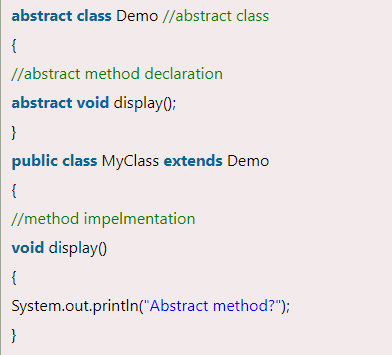 abstract class Demo //abstract class
{
//abstract method declaration
abstract void display();
}
public class MyClass extends Demo
{
//method impelmentation
void display()
{
System.out.println("Abstract method?");
}